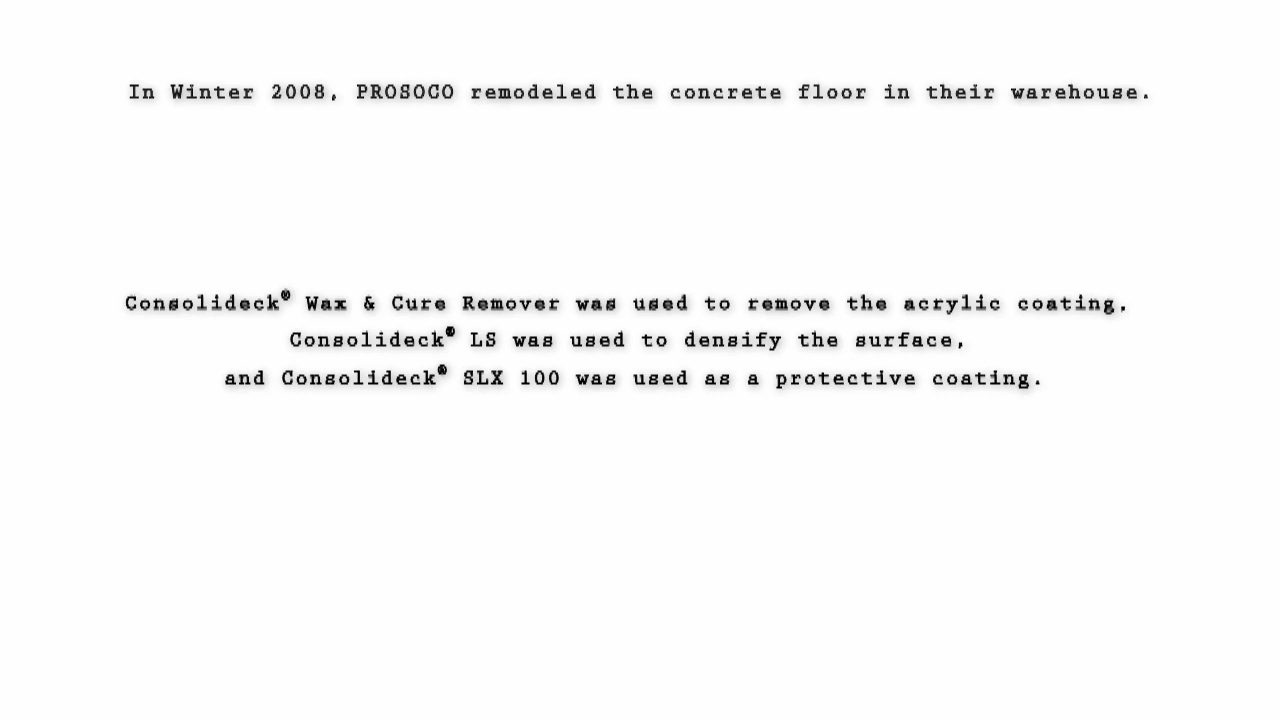 In Winter 2008, PROSOCO remodeled the concrete floor in their warehouse.
Consolideck® Wax & Cure Remover was used to remove the acrylic coating,
Consolideck® LS was used to densify the surface,
and Consolideck® SLX 100 was used as a protective coating.